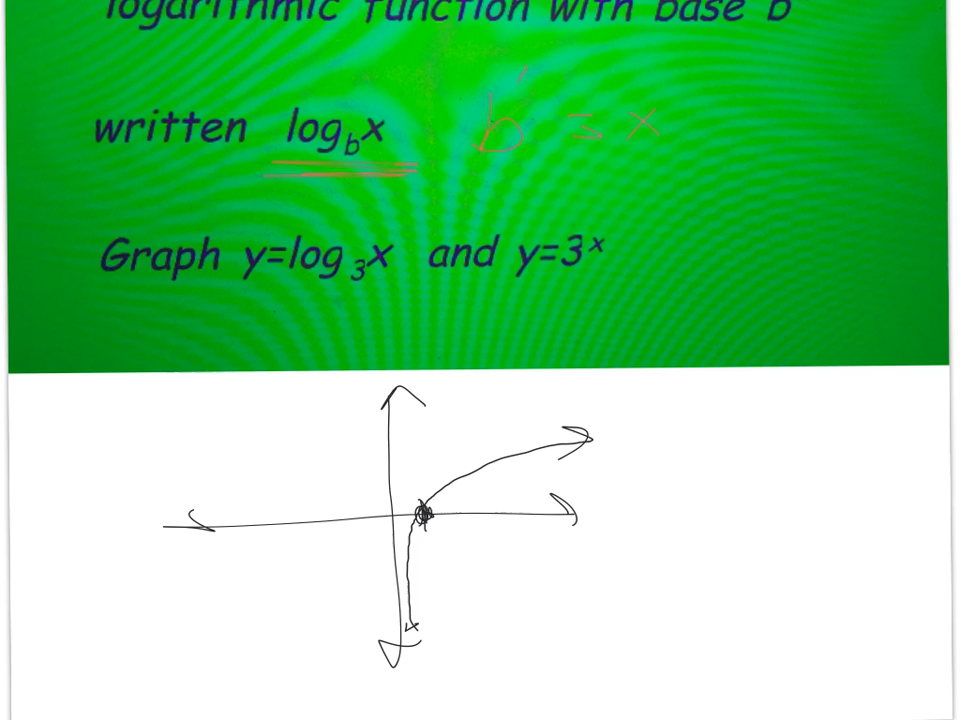 logarithmic function with base b"
written log_b x b' = x
Graph y=log_3 x and y=3^x